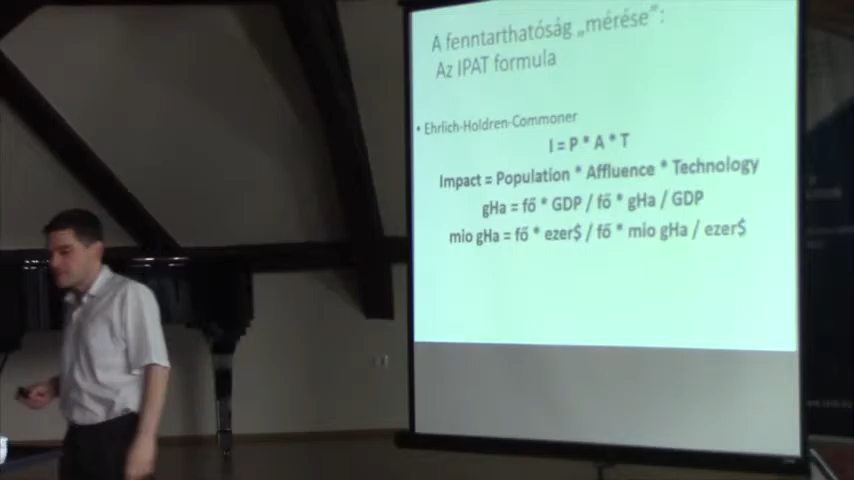 A fenntarthatóság „mérése”:
Az IPAT formula
• Ehrlich-Holdren-Commoner
I = P * A * T
Impact = Population * Affluence * Technology
gHa = fő * GDP / fő * gHa / GDP
mio gHa = fő * ezer$ / fő * mio gHa / ezer$